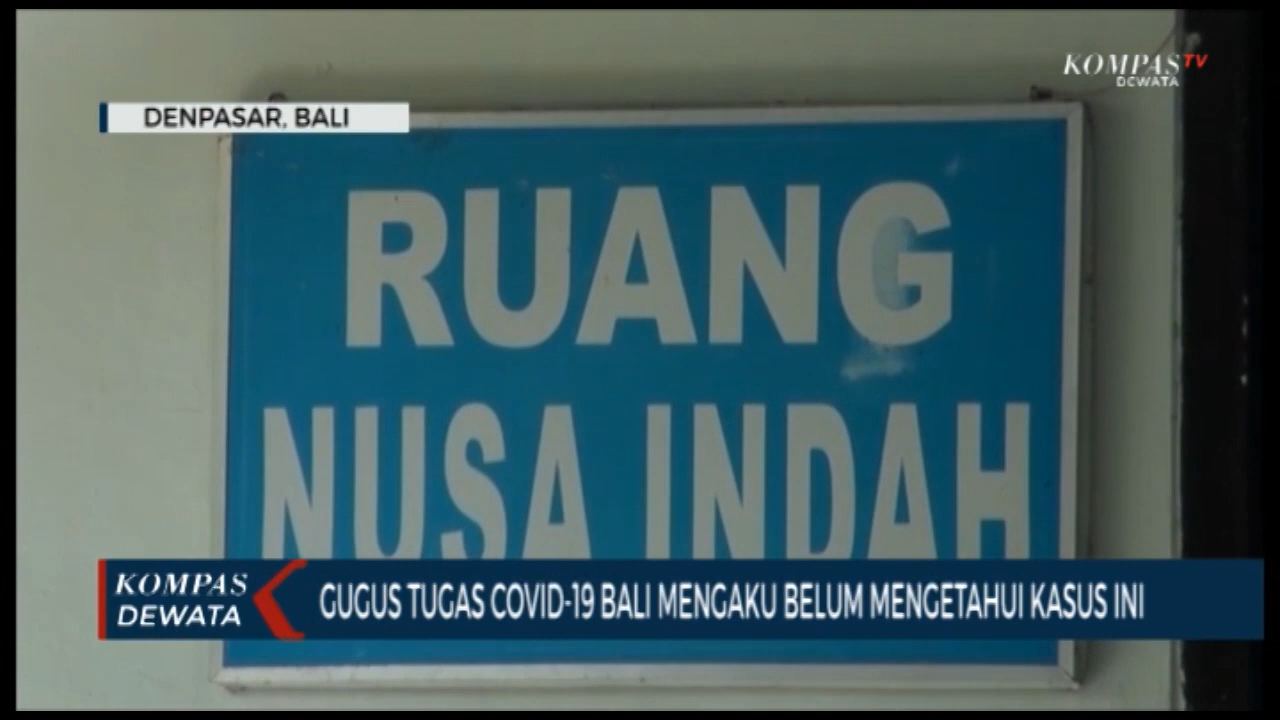 KOMPAS TV
DEWATA
DENPASAR, BALI
RUANG
NUSA INDAH
KOMPAS
DEWATA
GUGUS TUGAS COVID-19 BALI MENGAKU BELUM MENGETAHUI KASUS INI